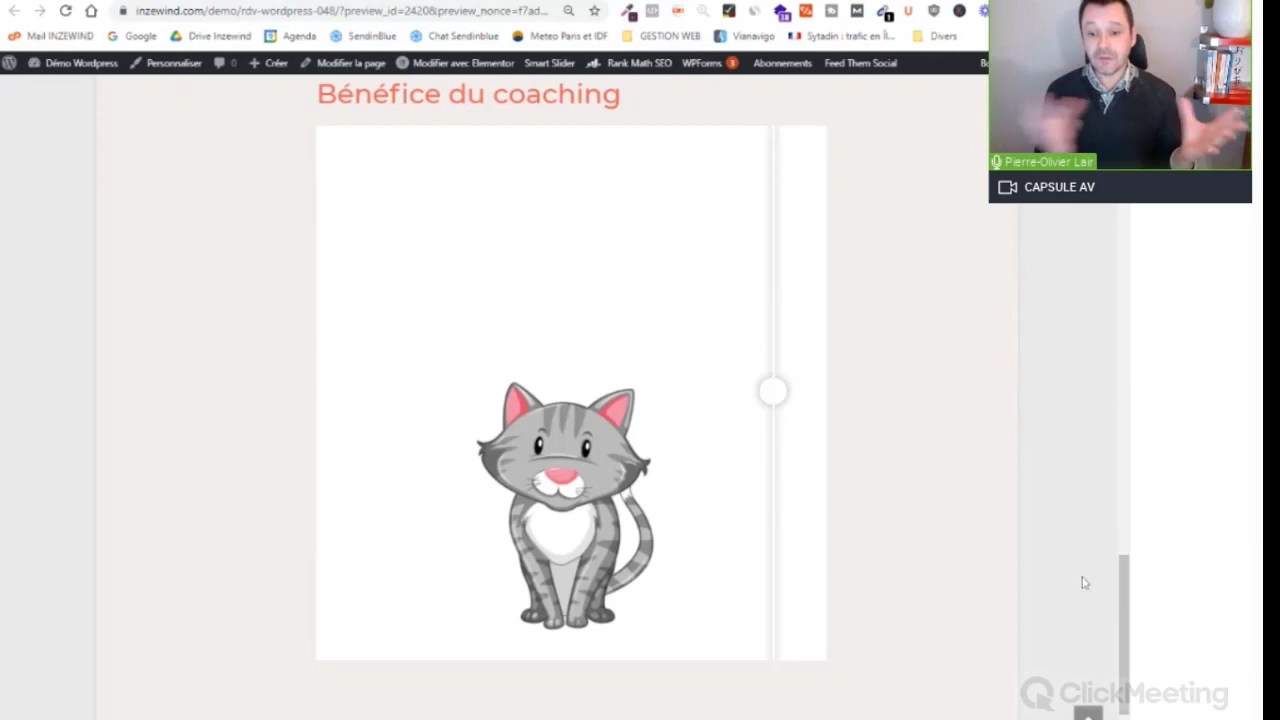 inzewind.com/demo/rdv-wordpress-048/?preview_id=2420&preview_nonce=f7ad...
Mail INZEWIND Google Drive Inzewind Agenda SendinBlue Chat Sendinblue Meteo Paris et IDF GESTION WEB Vianavigo Sytadin : trafic en Î... Divers
Démo Wordpress Personnaliser 0 Créer Modifier la page Modifier avec Elementor Smart Slider Rank Math SEO WPForms 3 Abonnements Feed Them Social
Bénéfice du coaching
Pierre-Olivier Lair
CAPSULE AV
ClickMeeting